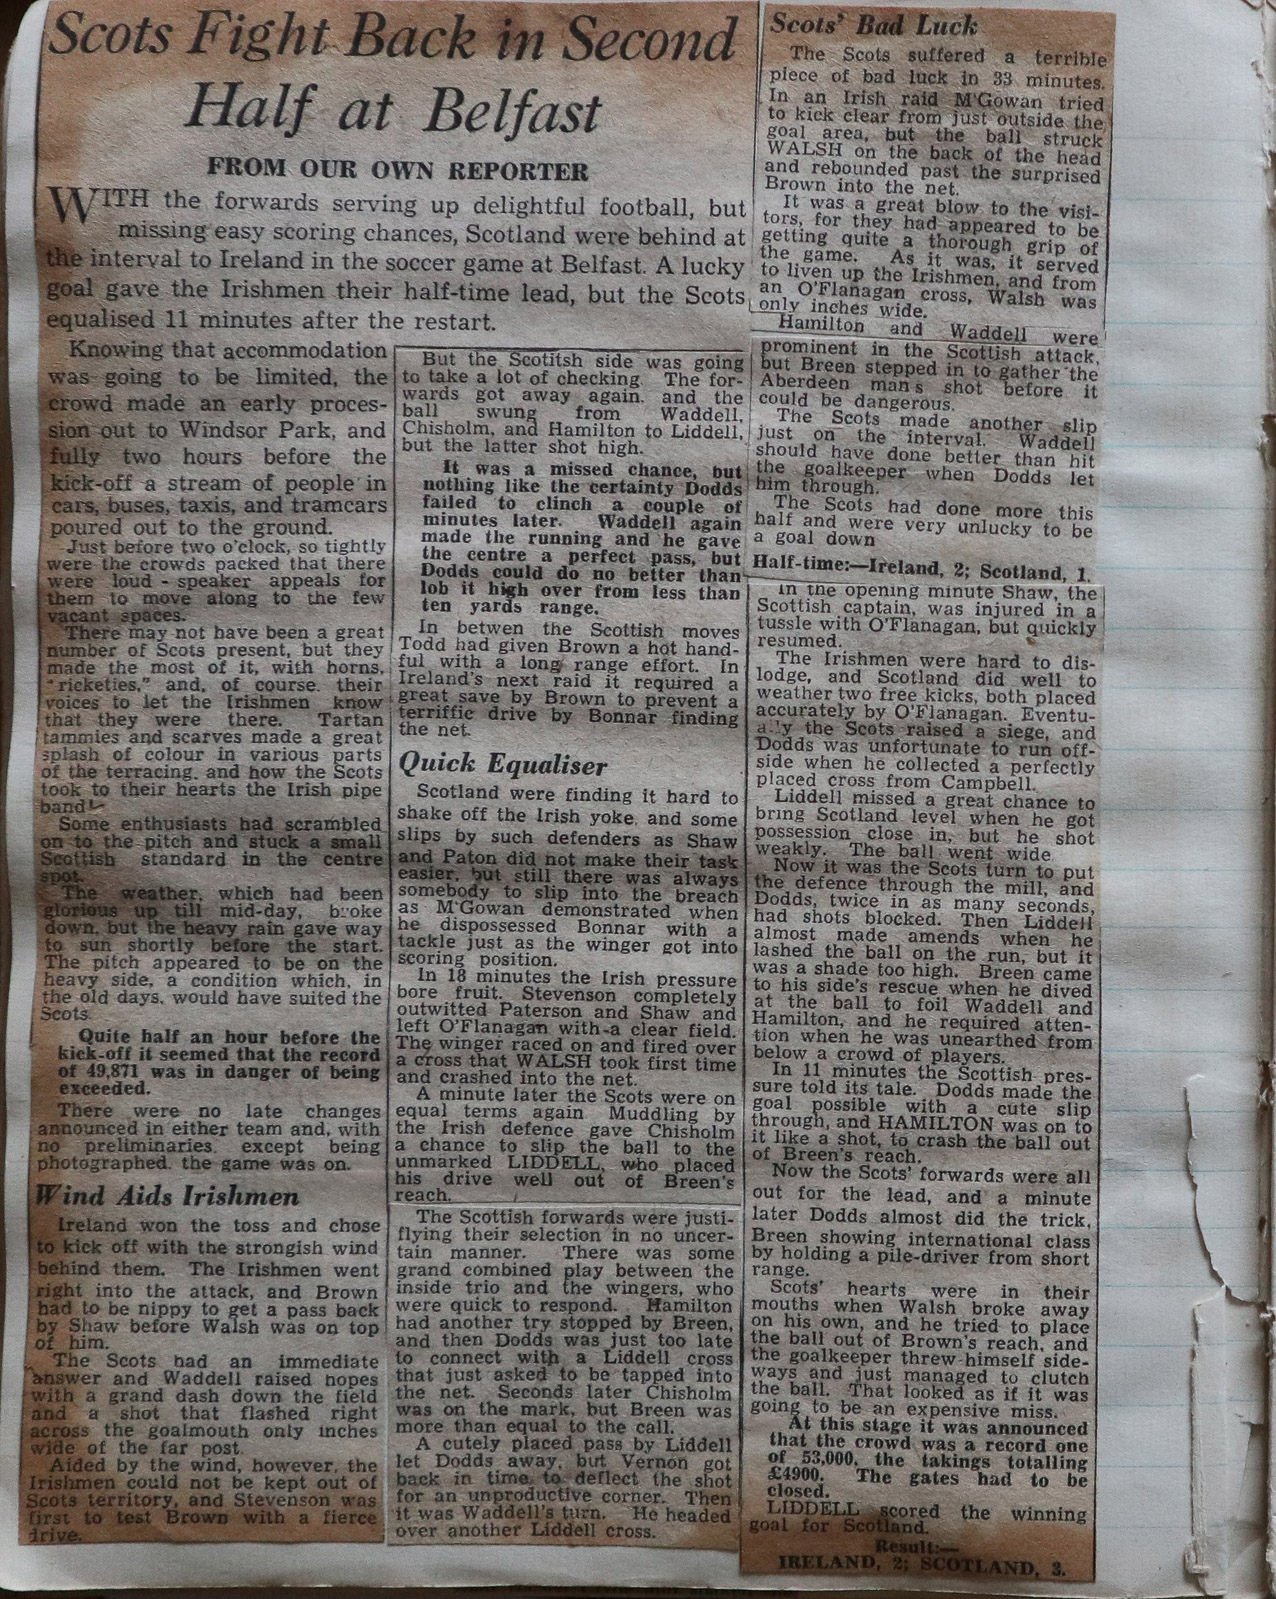 Scots Fight Back in Second
Half at Belfast
FROM OUR OWN REPORTER
WITH the forwards serving up delightful football, but
missing easy scoring chances, Scotland were behind at
the interval to Ireland in the soccer game at Belfast. A lucky
goal gave the Irishmen their half-time lead, but the Scots
equalised 11 minutes after the restart.
Knowing that accommodation
was going to be limited, the
crowd made an early proces-
sion out to Windsor Park, and
fully two hours before the
kick-off a stream of people in
cars, buses, taxis, and tramcars
poured out to the ground.
Just before two o'clock, so tightly
were the crowds packed that there
were loud-speaker appeals for
them to move along to the few
vacant spaces.
There may not have been a great
number of Scots present, but they
made the most of it, with horns,
"ricketies," and, of course, their
voices to let the Irishmen know
that they were there. Tartan
tammies and scarves made a great
splash of colour in various parts
of the terracing, and how the Scots
took to their hearts the Irish pipe
band!
Some enthusiasts had scrambled
on to the pitch and stuck a small
Scottish standard in the centre
spot.
The weather, which had been
glorious up till mid-day, broke
down, but the heavy rain gave way
to sun shortly before the start.
The pitch appeared to be on the
heavy side, a condition which, in
the old days, would have suited the
Scots.
Quite half an hour before the
kick-off it seemed that the record
of 49,871 was in danger of being
exceeded.
There were no late changes
announced in either team and, with
no preliminaries, except being
photographed, the game was on.
Wind Aids Irishmen
Ireland won the toss and chose
to kick off with the strongish wind
behind them. The Irishmen went
right into the attack, and Brown
had to be nippy to get a pass back
by Shaw before Walsh was on top
of him.
The Scots had an immediate
answer and Waddell raised hopes
with a grand dash down the field
and a shot that flashed right
across the goalmouth only inches
wide of the far post.
Aided by the wind, however, the
Irishmen could not be kept out of
Scots territory, and Stevenson was
first to test Brown with a fierce
drive.
But the Scotitsh side was going
to take a lot of checking. The for-
wards got away again, and the
ball swung from Waddell,
Chisholm, and Hamilton to Liddell,
but the latter shot high.
It was a missed chance, but
nothing like the certainty Dodds
failed to clinch a couple of
minutes later. Waddell again
made the running and he gave
the centre a perfect pass, but
Dodds could do no better than
lob it high over from less than
ten yards range.
In betwen the Scottish moves
Todd had given Brown a hot hand-
ful with a long range effort. In
Ireland's next raid it required a
great save by Brown to prevent a
terriffic drive by Bonnar finding
the net.
Quick Equaliser
Scotland were finding it hard to
shake off the Irish yoke, and some
slips by such defenders as Shaw
and Paton did not make their task
easier, but still there was always
somebody to slip into the breach
as M'Gowan demonstrated when
he dispossessed Bonnar with a
tackle just as the winger got into
scoring position.
In 18 minutes the Irish pressure
bore fruit. Stevenson completely
outwitted Paterson and Shaw and
left O'Flanagan with a clear field.
The winger raced on and fired over
a cross that WALSH took first time
and crashed into the net.
A minute later the Scots were on
equal terms again Muddling by
the Irish defence gave Chisholm
a chance to slip the ball to the
unmarked LIDDELL, who placed
his drive well out of Breen's
reach.
The Scottish forwards were justi-
flying their selection in no uncer-
tain manner. There was some
grand combined play between the
inside trio and the wingers, who
were quick to respond. Hamilton
had another try stopped by Breen,
and then Dodds was just too late
to connect with a Liddell cross
that just asked to be tapped into
the net. Seconds later Chisholm
was on the mark, but Breen was
more than equal to the call.
A cutely placed pass by Liddell
let Dodds away, but Vernon got
back in time to deflect the shot
for an unproductive corner. Then
it was Waddell's turn. He headed
over another Liddell cross.
Scots' Bad Luck
The Scots suffered a terrible
piece of bad luck in 33 minutes.
In an Irish raid M'Gowan tried
to kick clear from just outside the
goal area, but the ball struck
WALSH on the back of the head
and rebounded past the surprised
Brown into the net.
It was a great blow to the visi-
tors, for they had appeared to be
getting quite a thorough grip of
the game. As it was, it served
to liven up the Irishmen, and from
an O'Flanagan cross, Walsh was
only inches wide.
Hamilton and Waddell were
prominent in the Scottish attack,
but Breen stepped in to gather the
Aberdeen man's shot before it
could be dangerous.
The Scots made another slip
just on the interval. Waddell
should have done better than hit
the goalkeeper when Dodds let
him through.
The Scots had done more this
half and were very unlucky to be
a goal down
Half-time:—Ireland, 2; Scotland, 1.
In the opening minute Shaw, the
Scottish captain, was injured in a
tussle with O'Flanagan, but quickly
resumed.
The Irishmen were hard to dis-
lodge, and Scotland did well to
weather two free kicks, both placed
accurately by O'Flanagan. Eventu-
ally the Scots raised a siege, and
Dodds was unfortunate to run off-
side when he collected a perfectly
placed cross from Campbell.
Liddell missed a great chance to
bring Scotland level when he got
possession close in, but he shot
weakly. The ball went wide.
Now it was the Scots turn to put
the defence through the mill, and
Dodds, twice in as many seconds,
had shots blocked. Then Liddell
almost made amends when he
lashed the ball on the run, but it
was a shade too high. Breen came
to his side's rescue when he dived
at the ball to foil Waddell and
Hamilton, and he required atten-
tion when he was unearthed from
below a crowd of players.
In 11 minutes the Scottish pres-
sure told its tale. Dodds made the
goal possible with a cute slip
through, and HAMILTON was on to
it like a shot, to crash the ball out
of Breen's reach.
Now the Scots' forwards were all
out for the lead, and a minute
later Dodds almost did the trick,
Breen showing international class
by holding a pile-driver from short
range.
Scots' hearts were in their
mouths when Walsh broke away
on his own, and he tried to place
the ball out of Brown's reach, and
the goalkeeper threw himself side-
ways and just managed to clutch
the ball. That looked as if it was
going to be an expensive miss.
At this stage it was announced
that the crowd was a record one
of 53,000, the takings totalling
£4900. The gates had to be
closed.
LIDDELL scored the winning
goal for Scotland.
Result:—
IRELAND, 2; SCOTLAND, 3.